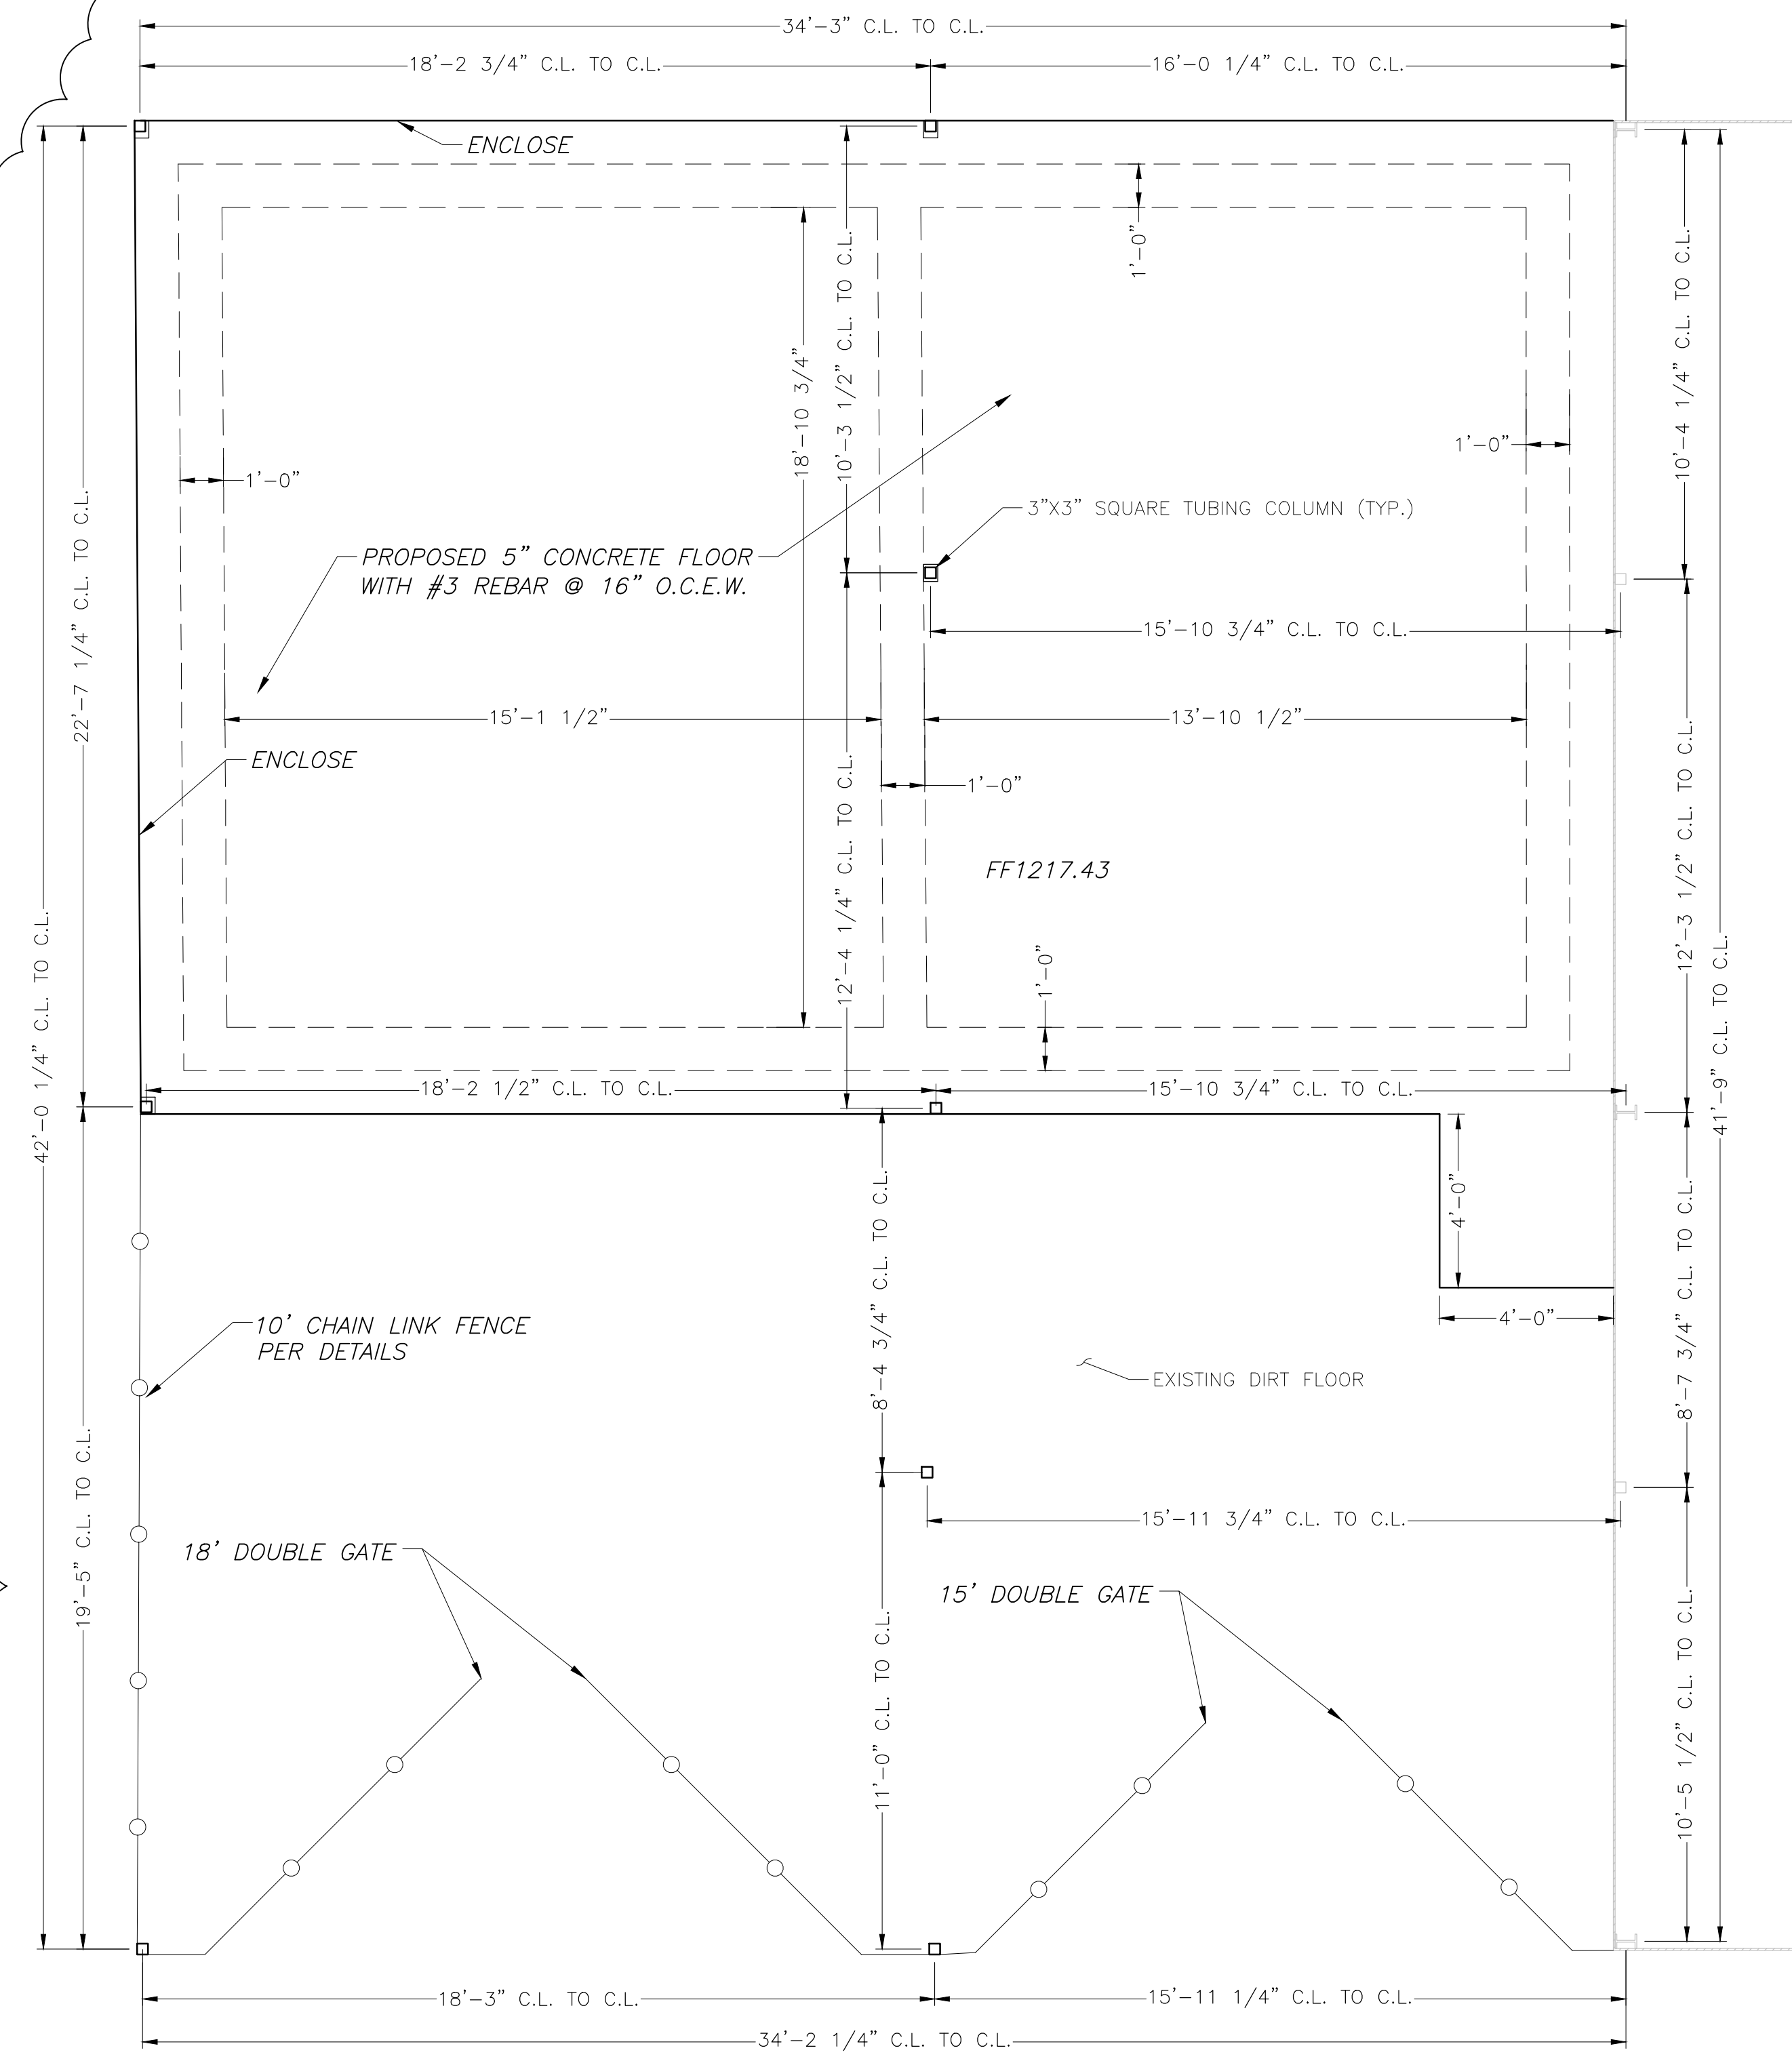 34'-3" C.L. TO C.L.
18'-2 3/4" C.L. TO C.L.
16'-0 1/4" C.L. TO C.L.
ENCLOSE
1'-0"
10'-3 1/2" C.L. TO C.L.
10'-4 1/4" C.L. TO C.L.
18'-10 3/4"
1'-0"
1'-0"
3"X3" SQUARE TUBING COLUMN (TYP.)
PROPOSED 5" CONCRETE FLOOR
WITH #3 REBAR @ 16" O.C.E.W.
22'-7 1/4" C.L. TO C.L.
15'-10 3/4" C.L. TO C.L.
15'-1 1/2"
13'-10 1/2"
ENCLOSE
1'-0"
12'-4 1/4" C.L. TO C.L.
12'-3 1/2" C.L. TO C.L.
FF1217.43
1'-0"
42'-0 1/4" C.L. TO C.L.
41'-9" C.L. TO C.L.
18'-2 1/2" C.L. TO C.L.
15'-10 3/4" C.L. TO C.L.
4'-0"
4'-0"
8'-4 3/4" C.L. TO C.L.
8'-7 3/4" C.L. TO C.L.
10' CHAIN LINK FENCE
PER DETAILS
EXISTING DIRT FLOOR
19'-5" C.L. TO C.L.
15'-11 3/4" C.L. TO C.L.
18' DOUBLE GATE
15' DOUBLE GATE
11'-0" C.L. TO C.L.
10'-5 1/2" C.L. TO C.L.
18'-3" C.L. TO C.L.
15'-11 1/4" C.L. TO C.L.
34'-2 1/4" C.L. TO C.L.